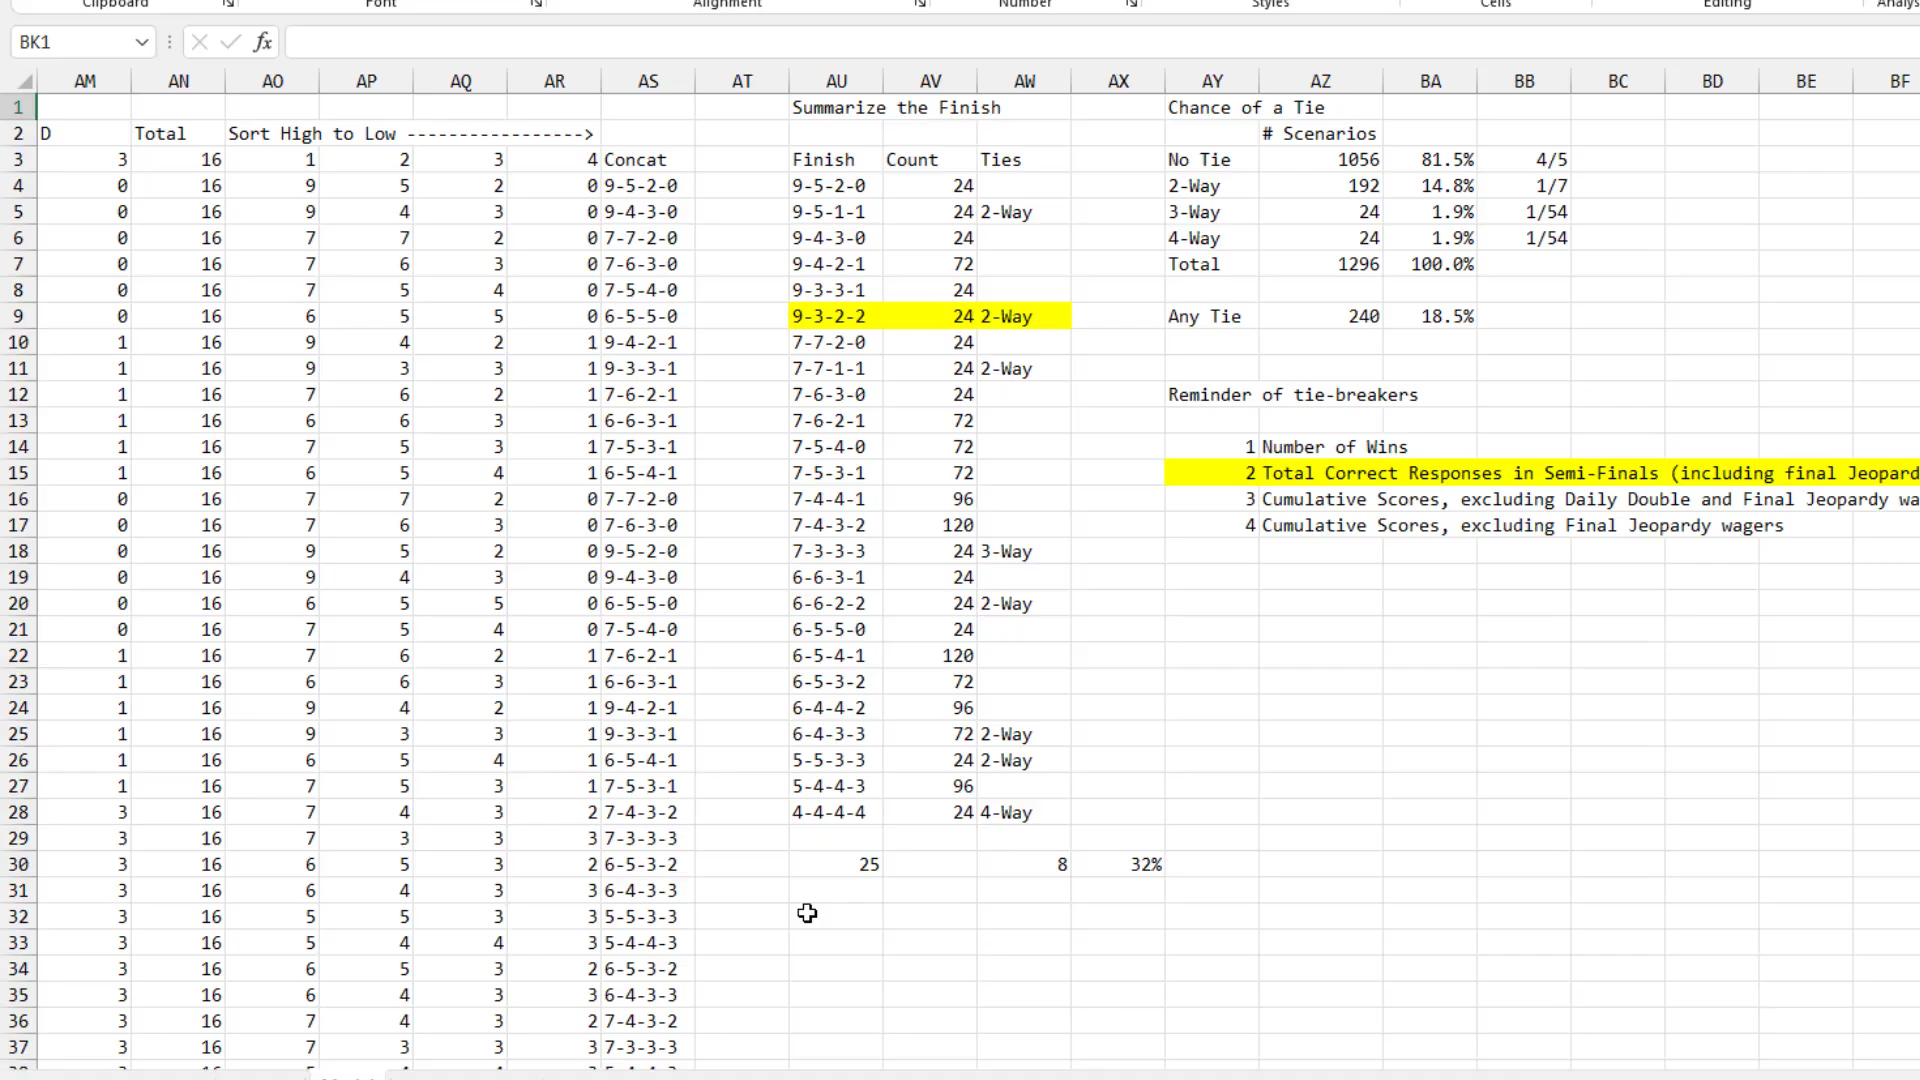 Clipboard Font Alignment Number Styles Cells Editing
BK1 fx
AM AN AO AP AQ AR AS AT AU AV AW AX AY AZ BA BB BC BD BE BF
1 Summarize the Finish Chance of a Tie
2 D Total Sort High to Low -----------------> # Scenarios
3 3 16 1 2 3 4 Concat Finish Count Ties No Tie 1056 81.5% 4/5
4 0 16 9 5 2 0 9-5-2-0 9-5-2-0 24 2-Way 192 14.8% 1/7
5 0 16 9 4 3 0 9-4-3-0 9-5-1-1 24 2-Way 3-Way 24 1.9% 1/54
6 0 16 7 7 2 0 7-7-2-0 9-4-3-0 24 4-Way 24 1.9% 1/54
7 0 16 7 6 3 0 7-6-3-0 9-4-2-1 72 Total 1296 100.0%
8 0 16 7 5 4 0 7-5-4-0 9-3-3-1 24
9 0 16 6 5 5 0 6-5-5-0 9-3-2-2 24 2-Way Any Tie 240 18.5%
10 1 16 9 4 2 1 9-4-2-1 7-7-2-0 24
11 1 16 9 3 3 1 9-3-3-1 7-7-1-1 24 2-Way
12 1 16 7 6 2 1 7-6-2-1 7-6-3-0 24 Reminder of tie-breakers
13 1 16 6 6 3 1 6-6-3-1 7-6-2-1 72
14 1 16 7 5 3 1 7-5-3-1 7-5-4-0 72 1 Number of Wins
15 1 16 6 5 4 1 6-5-4-1 7-5-3-1 72 2 Total Correct Responses in Semi-Finals (including final Jeopard
16 0 16 7 7 2 0 7-7-2-0 7-4-4-1 96 3 Cumulative Scores, excluding Daily Double and Final Jeopardy wa
17 0 16 7 6 3 0 7-6-3-0 7-4-3-2 120 4 Cumulative Scores, excluding Final Jeopardy wagers
18 0 16 9 5 2 0 9-5-2-0 7-3-3-3 24 3-Way
19 0 16 9 4 3 0 9-4-3-0 6-6-3-1 24
20 0 16 6 5 5 0 6-5-5-0 6-6-2-2 24 2-Way
21 0 16 7 5 4 0 7-5-4-0 6-5-5-0 24
22 1 16 7 6 2 1 7-6-2-1 6-5-4-1 120
23 1 16 6 6 3 1 6-6-3-1 6-5-3-2 72
24 1 16 9 4 2 1 9-4-2-1 6-4-4-2 96
25 1 16 9 3 3 1 9-3-3-1 6-4-3-3 72 2-Way
26 1 16 6 5 4 1 6-5-4-1 5-5-3-3 24 2-Way
27 1 16 7 5 3 1 7-5-3-1 5-4-4-3 96
28 3 16 7 4 3 2 7-4-3-2 4-4-4-4 24 4-Way
29 3 16 7 3 3 3 7-3-3-3
30 3 16 6 5 3 2 6-5-3-2 25 8 32%
31 3 16 6 4 3 3 6-4-3-3
32 3 16 5 5 3 3 5-5-3-3
33 3 16 5 4 4 3 5-4-4-3
34 3 16 6 5 3 2 6-5-3-2
35 3 16 6 4 3 3 6-4-3-3
36 3 16 7 4 3 2 7-4-3-2
37 3 16 7 3 3 3 7-3-3-3